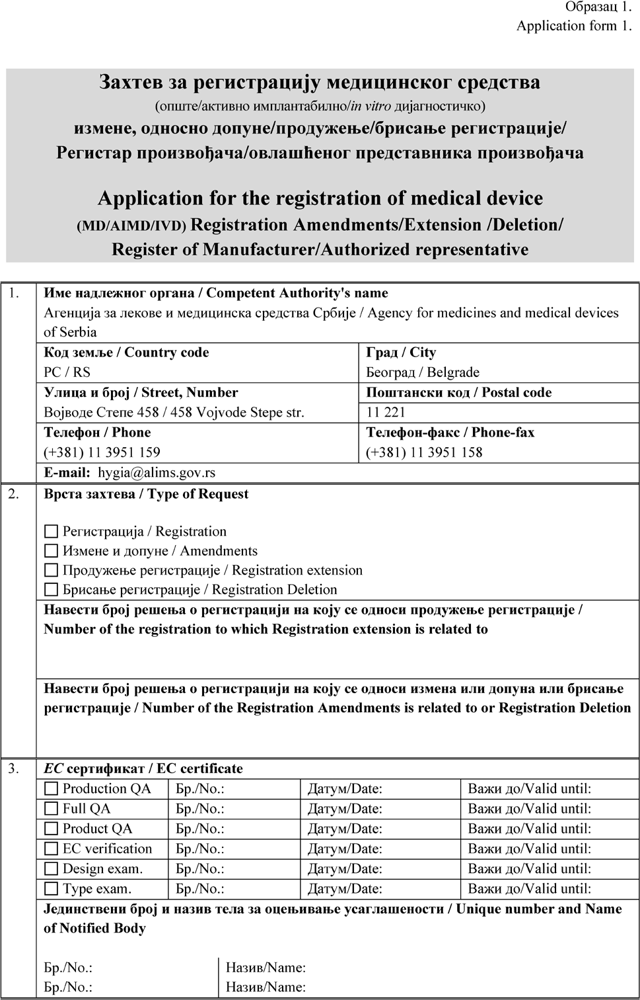 Образац 1.
Application form 1.
Захтев за регистрацију медицинског средства
(опште/активно имплантабилно/in vitro дијагностичко)
измене, односно допуне/продужење/брисање регистрације/
Регистар произвођача/овлашћеног представника произвођача
Application for the registration of medical device
(MD/AIMD/IVD) Registration Amendments/Extension /Deletion/
Register of Manufacturer/Authorized representative
1. Име надлежног органа / Competent Authority's name
Агенција за лекове и медицинска средства Србије / Agency for medicines and medical devices
of Serbia
Код земље / Country code Град / City
РС / RS Београд / Belgrade
Улица и број / Street, Number Поштански код / Postal code
Војводе Степе 458 / 458 Vojvode Stepe str. 11 221
Телефон / Phone Телефон-факс / Phone-fax
(+381) 11 3951 159 (+381) 11 3951 158
E-mail: hygia@alims.gov.rs
2. Врста захтева / Type of Request
Регистрација / Registration
Измене и допуне / Amendments
Продужење регистрације / Registration extension
Брисање регистрације / Registration Deletion
Навести број решења о регистрацији на коју се односи продужење регистрације /
Number of the registration to which Registration extension is related to
Навести број решења о регистрацији на коју се односи измена или допуна или брисање
регистрације / Number of the Registration Amendments is related to or Registration Deletion
3. EC сертификат / EC certificate
Production QA Бр./No.: Датум/Date: Важи до/Valid until:
Full QA Бр./No.: Датум/Date: Важи до/Valid until:
Product QA Бр./No.: Датум/Date: Важи до/Valid until:
EC verification Бр./No.: Датум/Date: Важи до/Valid until:
Design exam. Бр./No.: Датум/Date: Важи до/Valid until:
Type exam. Бр./No.: Датум/Date: Важи до/Valid until:
Јединствени број и назив тела за оцењивање усаглашености / Unique number and Name
of Notified Body
Бр./No.: Назив/Name:
Бр./No.: Назив/Name: